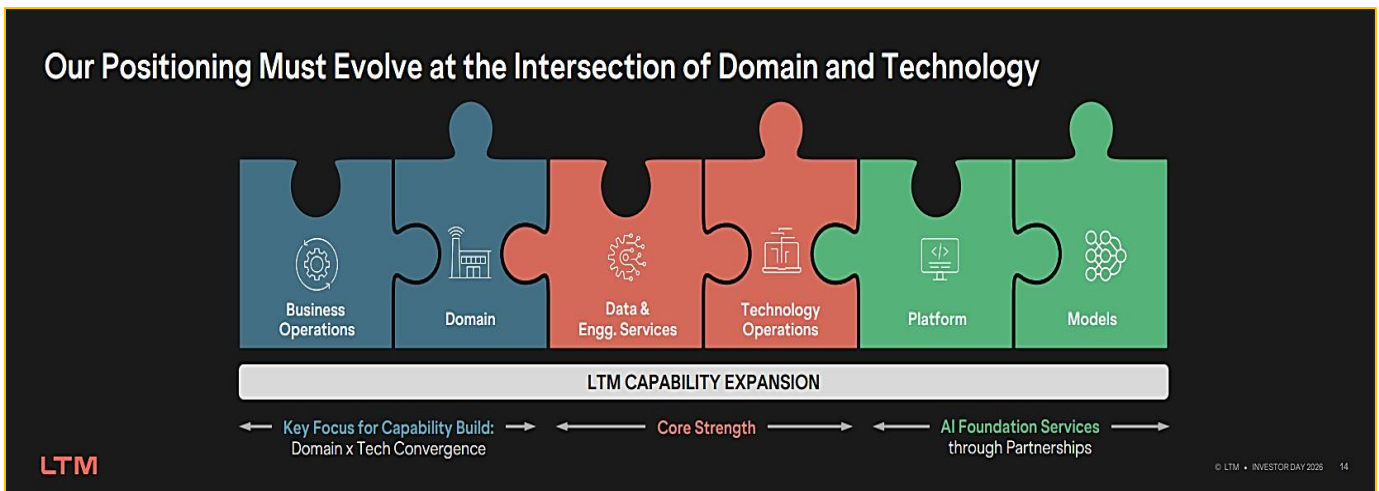 Our Positioning Must Evolve at the Intersection of Domain and Technology
Business
Operations
Domain
Data &
Engg. Services
Technology
Operations
Platform
Models
LTM CAPABILITY EXPANSION
Key Focus for Capability Build:
Domain x Tech Convergence
Core Strength
AI Foundation Services
through Partnerships
LTM
© LTM • INVESTOR DAY 2026 14